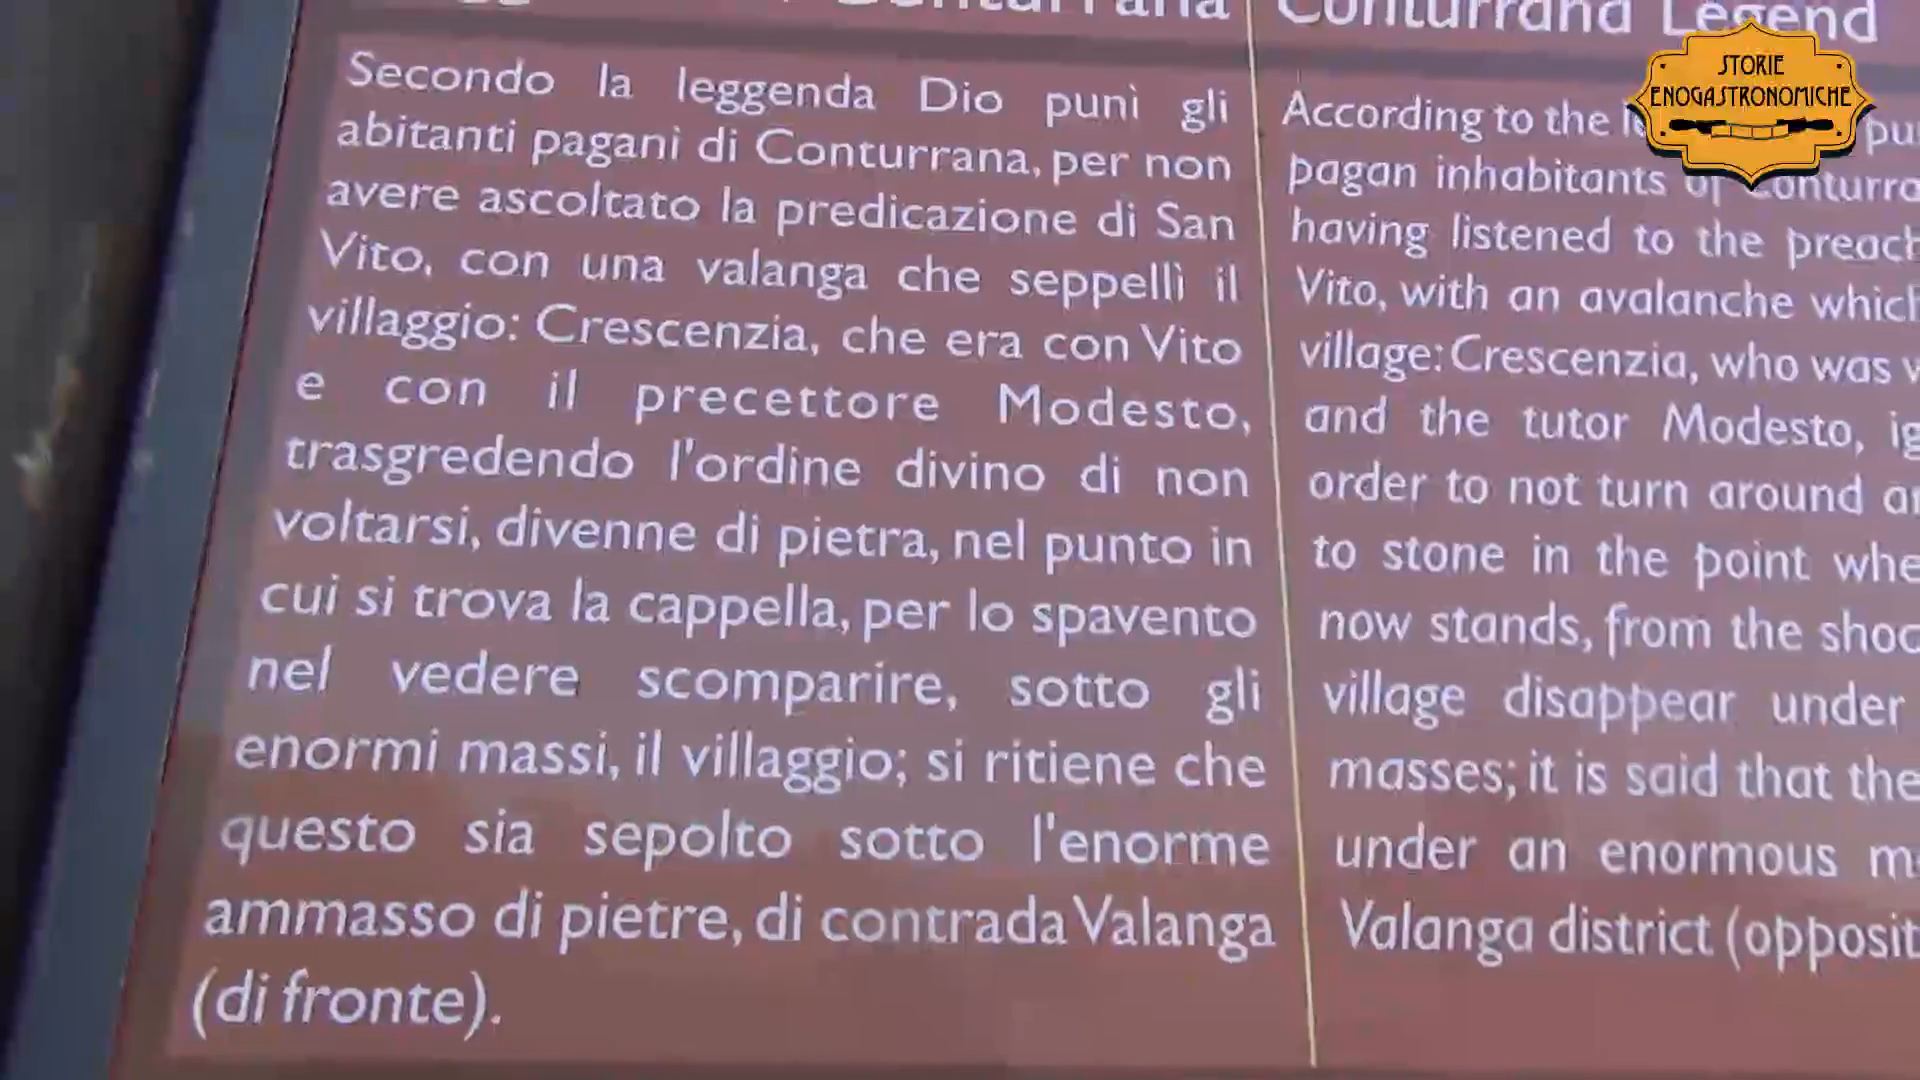 Conturrana
Secondo la leggenda Dio punì gli
abitanti pagani di Conturrana, per non
avere ascoltato la predicazione di San
Vito, con una valanga che seppellì il
villaggio: Crescenzia, che era con Vito
e con il precettore Modesto,
trasgredendo l'ordine divino di non
voltarsi, divenne di pietra, nel punto in
cui si trova la cappella, per lo spavento
nel vedere scomparire, sotto gli
enormi massi, il villaggio; si ritiene che
questo sia sepolto sotto l'enorme
ammasso di pietre, di contrada Valanga
(di fronte).
Conturrana Legend
According to the
pagan inhabitants of
having listened to the
Vito, with an avalanche
village: Crescenzia, who was
and the tutor Modesto,
order to not turn around
to stone in the point
now stands, from the
village disappear under
masses; it is said that the
under an enormous
Valanga district
STORIE
ENOGASTRONOMICHE